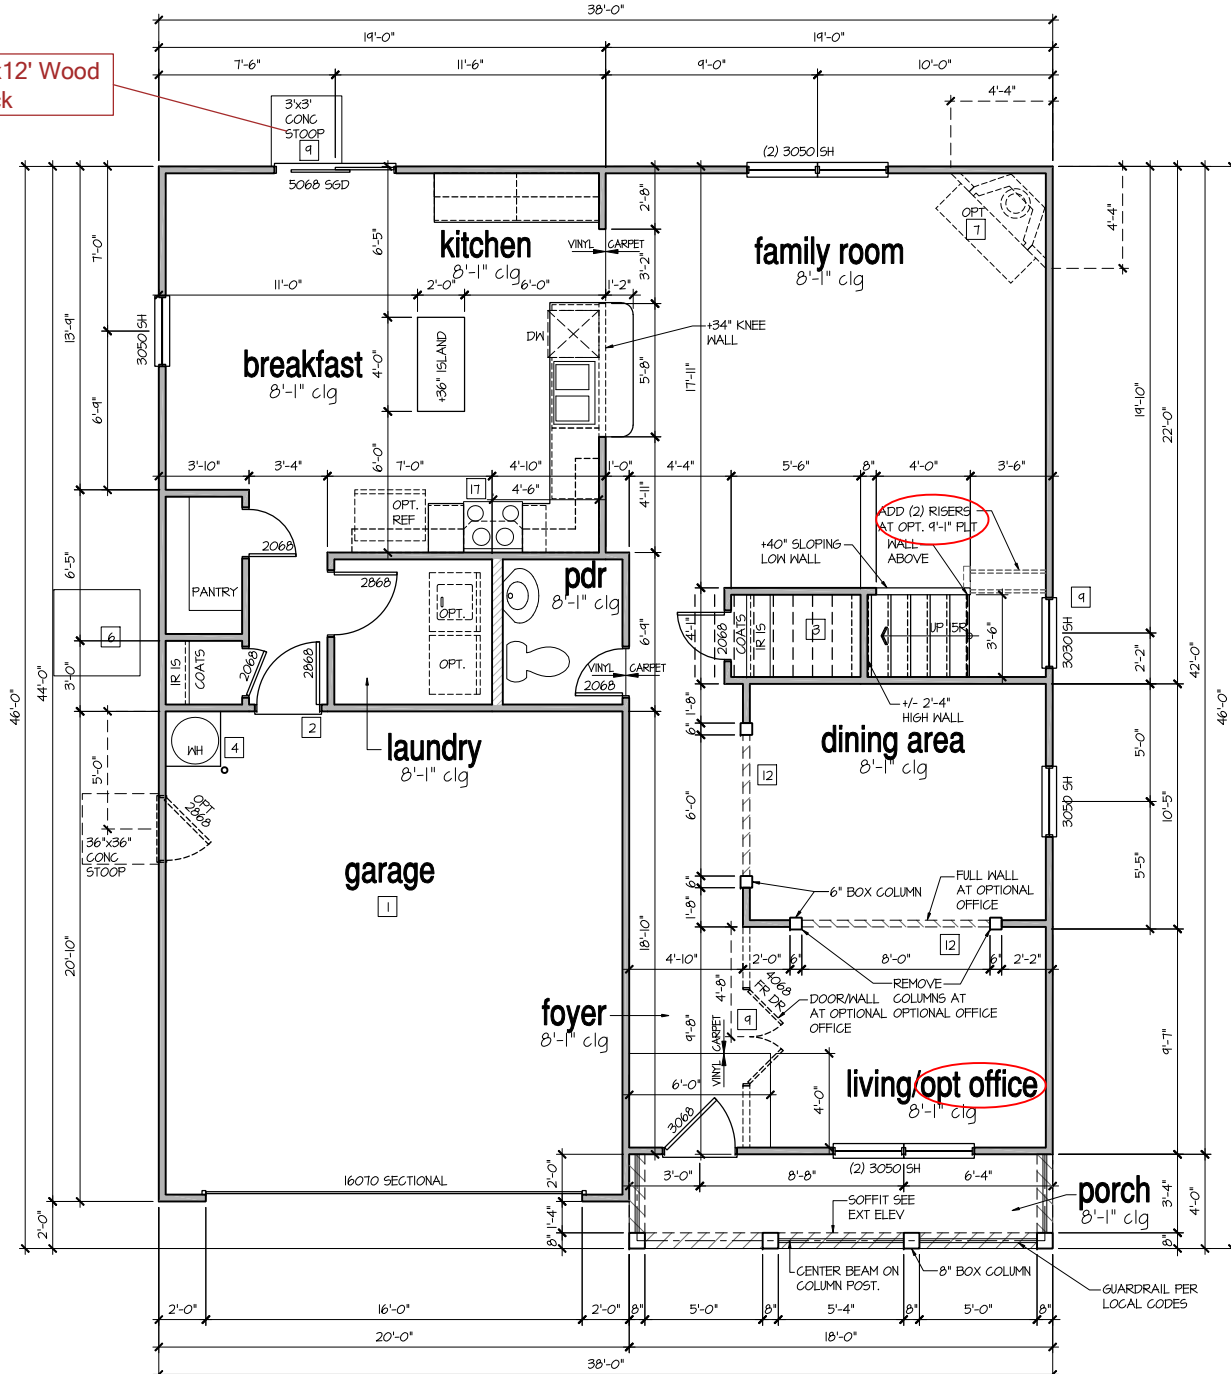 38'-0"
19'-0" 19'-0"
7'-6" 11'-6" 9'-0" 10'-0"
x12' Wood
4'-4"
3'x3'
CONC
STOOP
9
(2) 3050 SH
5068 SGD
2'-8"
OPT
7
4'-4"
7'-0"
6'-5"
kitchen
8'-1" clg
VINYL CARPET
family room
8'-1" clg
3'-2"
11'-0" 2'-0" 6'-0" 1'-2"
13'-9"
3050 SH
DW
+34" KNEE
WALL
breakfast
8'-1" clg
4'-0"
+36" ISLAND
5'-8"
17'-11"
19'-10"
22'-0"
6'-9"
6'-0"
3'-10" 3'-4" 7'-0" 4'-10" 1'-0" 4'-4" 5'-6" 8" 4'-0" 3'-6"
17
4'-6"
4'-11"
OPT.
REF
ADD (2) RISERS
AT OPT. 9'-1" PLT
2068
+40" SLOPING
LOW WALL
WALL
ABOVE
6'-5"
PANTRY
2868
pdr
8'-1" clg
OPT.
9
6
4'-1"
2068
COATS
1R 1S
3
UP 5R
3'-6"
3030 SH
6'-9"
2'-2"
42'-0"
3'-0"
1R 1S
COATS
2068
2868
OPT.
VINYL CARPET
2068
46'-0"
44'-0"
46'-0"
1'-8"
+/- 2'-4"
HIGH WALL
2
6"
WH
4
laundry
8'-1" clg
dining area
8'-1" clg
5'-0"
5'-0"
12
3050 SH
OPT
2868
6'-0"
10'-5"
36"x36"
CONC
STOOP
garage
1
6"
6" BOX COLUMN
FULL WALL
AT OPTIONAL
OFFICE
5'-5"
1'-8"
18'-10"
12
20'-10"
4'-10" 2'-0" 6" 8'-0" 6" 2'-2"
4'-8"
4068
FR DR
REMOVE
COLUMNS AT
OPTIONAL OFFICE
DOOR/WALL
AT OPTIONAL
OFFICE
foyer
8'-1" clg
9'-8"
9
VINYL CARPET
9'-7"
6'-0"
4'-0"
living/opt office
8'-1" clg
3068
(2) 3050 SH
16070 SECTIONAL
2'-0"
3'-0" 8'-8" 6'-4"
SOFFIT SEE
EXT ELEV
porch
8'-1" clg
3'-4"
4'-0"
2'-0"
1'-4"
8"
8"
CENTER BEAM ON
COLUMN POST.
8" BOX COLUMN
GUARDRAIL PER
LOCAL CODES
2'-0" 16'-0" 2'-0" 8" 5'-0" 8" 5'-4" 8" 5'-0" 8"
20'-0" 18'-0"
38'-0"